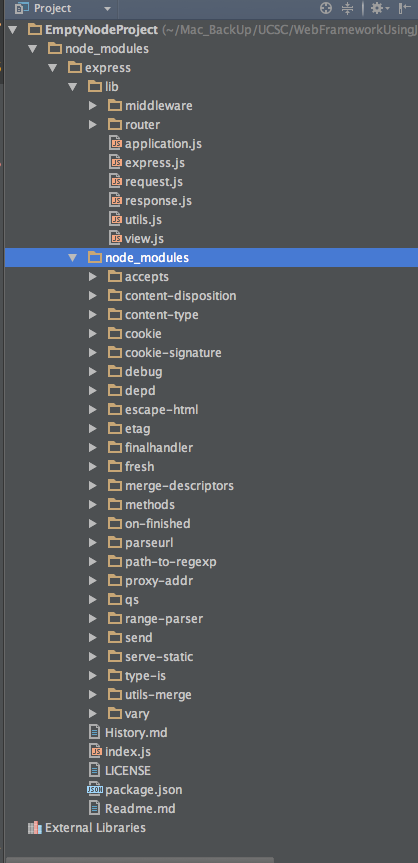 Project
EmptyNodeProject (~/Mac_BackUp/UCSC/WebFrameworkUsingJ
node_modules
express
lib
middleware
router
application.js
express.js
request.js
response.js
utils.js
view.js
node_modules
accepts
content-disposition
content-type
cookie
cookie-signature
debug
depd
escape-html
etag
finalhandler
fresh
merge-descriptors
methods
on-finished
parseurl
path-to-regexp
proxy-addr
qs
range-parser
send
serve-static
type-is
utils-merge
vary
History.md
index.js
LICENSE
package.json
Readme.md
External Libraries